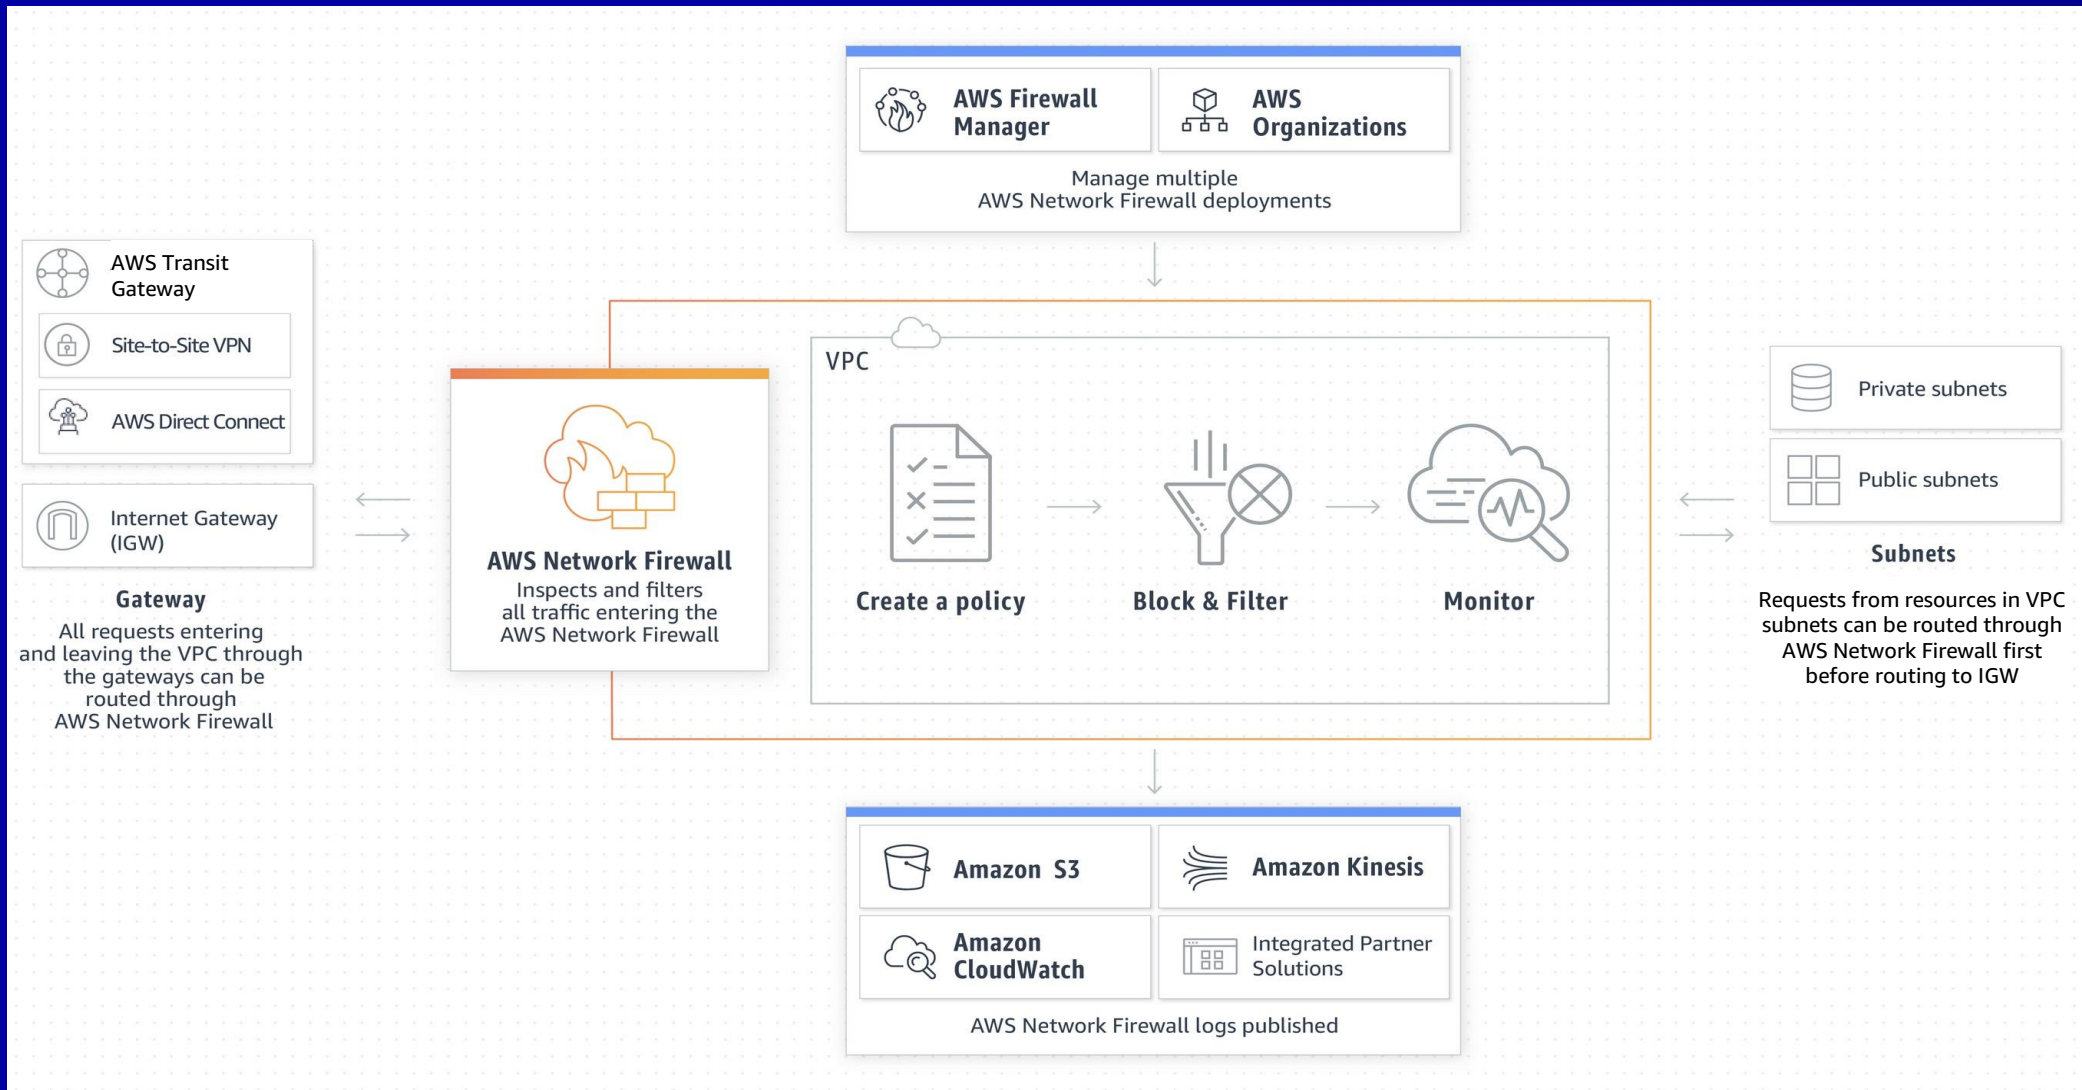 AWS Firewall
Manager
AWS
Organizations
Manage multiple
AWS Network Firewall deployments
AWS Transit
Gateway
Site-to-Site VPN
AWS Direct Connect
Internet Gateway
(IGW)
Gateway
All requests entering
and leaving the VPC through
the gateways can be
routed through
AWS Network Firewall
AWS Network Firewall
Inspects and filters
all traffic entering the
AWS Network Firewall
VPC
Create a policy
Block & Filter
Monitor
Private subnets
Public subnets
Subnets
Requests from resources in VPC
subnets can be routed through
AWS Network Firewall first
before routing to IGW
Amazon S3
Amazon Kinesis
Amazon
CloudWatch
Integrated Partner
Solutions
AWS Network Firewall logs published